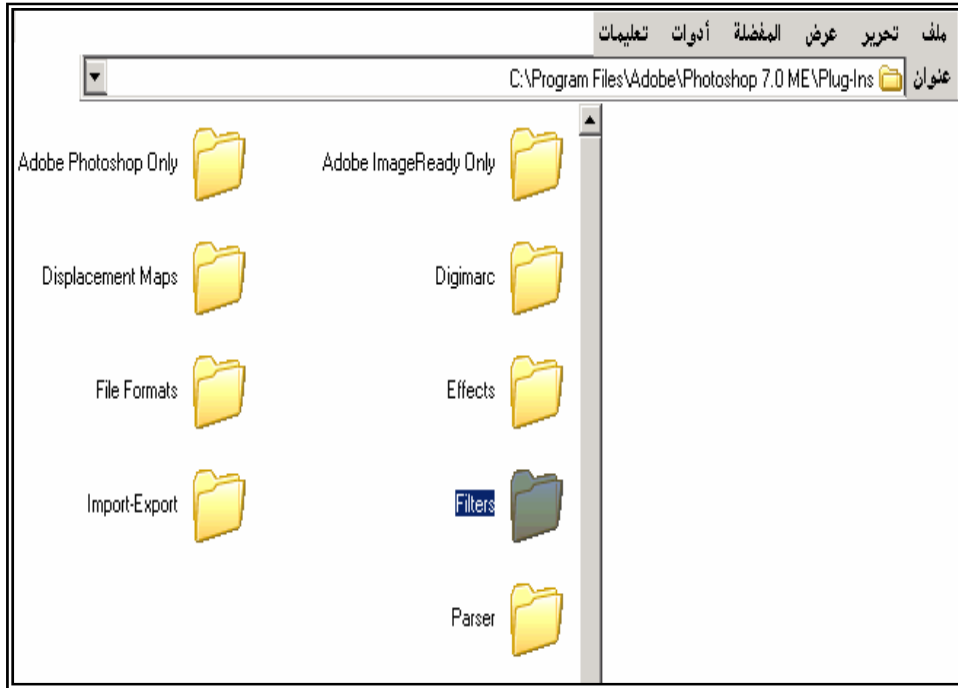 ملف تحرير عرض المفضلة أدوات تعليمات
عنوان C:\Program Files\Adobe\Photoshop 7.0 ME\Plug-Ins
Adobe ImageReady Only
Adobe Photoshop Only
Digimarc
Displacement Maps
Effects
File Formats
Filters
Import-Export
Parser